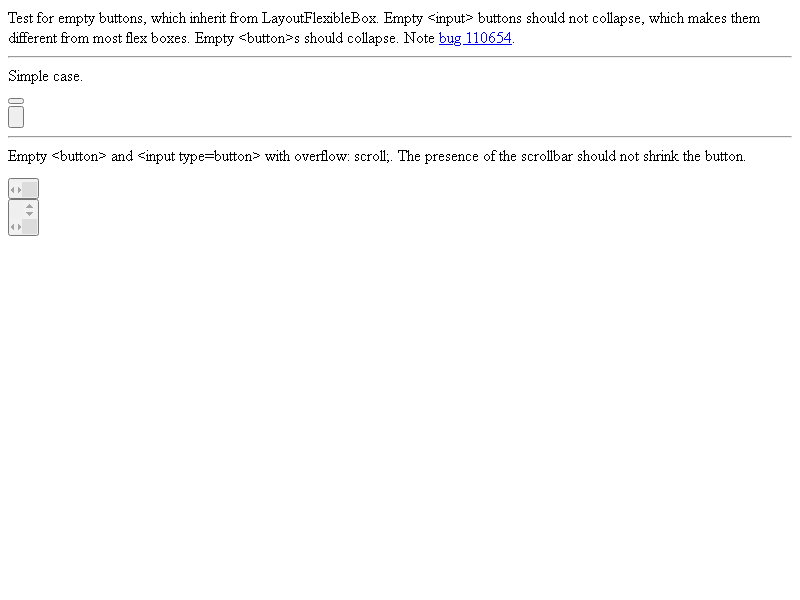 Test for empty buttons, which inherit from LayoutFlexibleBox. Empty <input> buttons should not collapse, which makes them
different from most flex boxes. Empty <button>s should collapse. Note bug 110654.
Simple case.
Empty <button> and <input type=button> with overflow: scroll;. The presence of the scrollbar should not shrink the button.